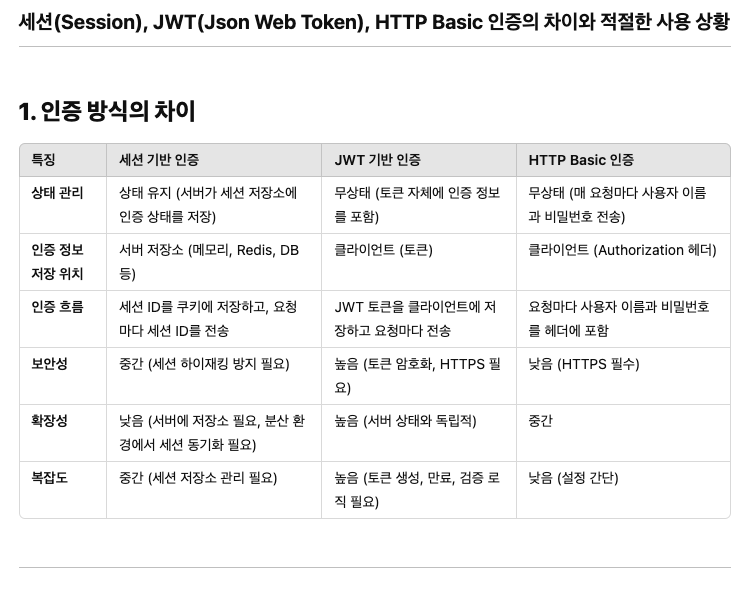 세션(Session), JWT(Json Web Token), HTTP Basic 인증의 차이와 적절한 사용 상황
1. 인증 방식의 차이
특징 세션 기반 인증 JWT 기반 인증 HTTP Basic 인증
상태 관리 상태 유지 (서버가 세션 저장소에 무상태 (토큰 자체에 인증 정보 무상태 (매 요청마다 사용자 이름
인증 상태를 저장) 를 포함) 과 비밀번호 전송)
인증 정보 서버 저장소 (메모리, Redis, DB 클라이언트 (토큰) 클라이언트 (Authorization 헤더)
저장 위치 등)
인증 흐름 세션 ID를 쿠키에 저장하고, 요청 JWT 토큰을 클라이언트에 저 요청마다 사용자 이름과 비밀번호
마다 세션 ID를 전송 장하고 요청마다 전송 를 헤더에 포함
보안성 중간 (세션 하이재킹 방지 필요) 높음 (토큰 암호화, HTTPS 필 낮음 (HTTPS 필수)
요)
확장성 낮음 (서버에 저장소 필요, 분산 환 높음 (서버 상태와 독립적) 중간
경에서 세션 동기화 필요)
복잡도 중간 (세션 저장소 관리 필요) 높음 (토큰 생성, 만료, 검증 로 낮음 (설정 간단)
직 필요)